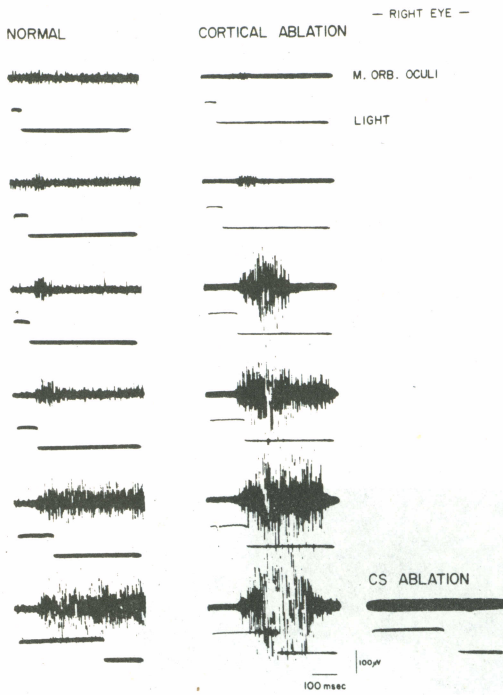 — RIGHT EYE —
NORMAL
CORTICAL ABLATION
M. ORB. OCULI
LIGHT
CS ABLATION
100µV
100 msec